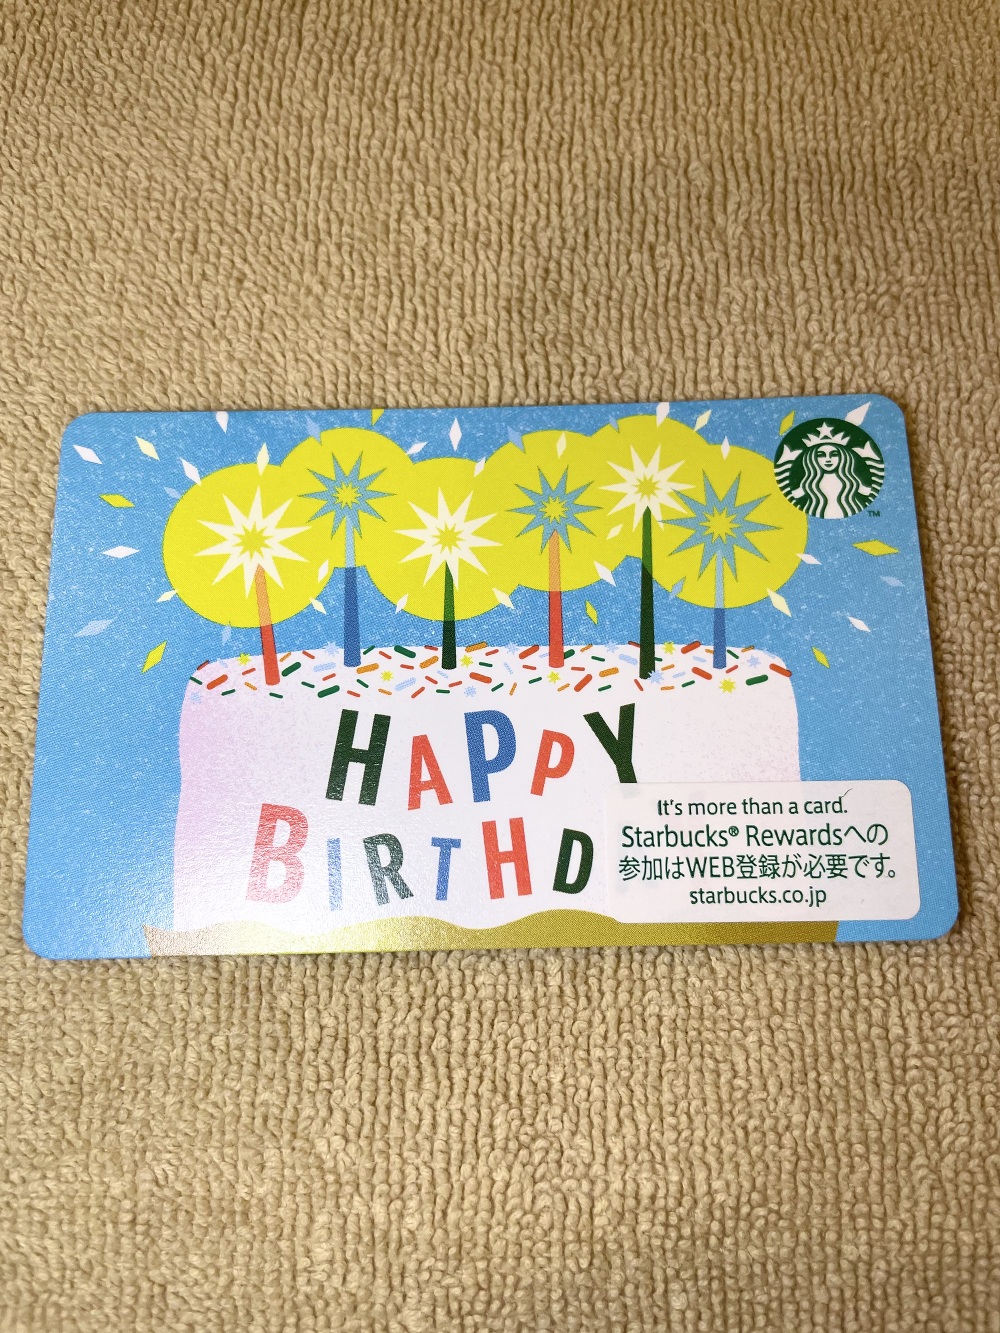 HAPPY
BIRTHD
It's more than a card.
Starbucks® Rewardsへの
参加はWEB登録が必要です。
starbucks.co.jp
TM